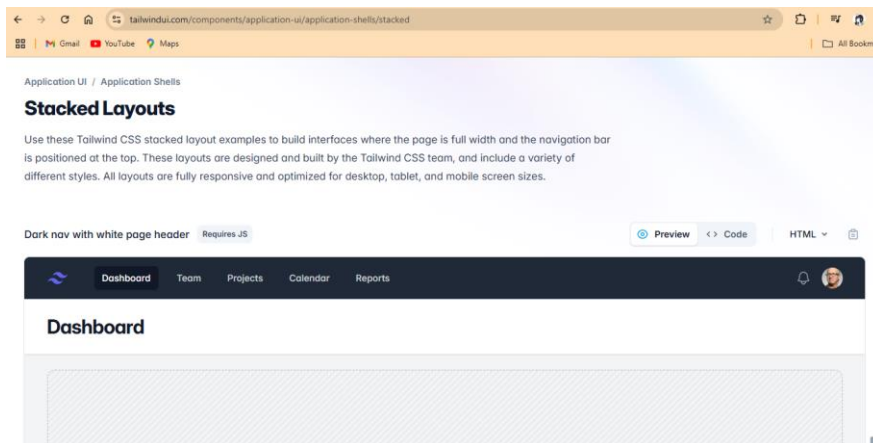 tailwindui.com/components/application-ui/application-shells/stacked
Gmail YouTube Maps All Bookm
Application UI / Application Shells
Stacked Layouts
Use these Tailwind CSS stacked layout examples to build interfaces where the page is full width and the navigation bar
is positioned at the top. These layouts are designed and built by the Tailwind CSS team, and include a variety of
different styles. All layouts are fully responsive and optimized for desktop, tablet, and mobile screen sizes.
Dark nav with white page header Requires JS Preview <> Code HTML
Dashboard Team Projects Calendar Reports
Dashboard